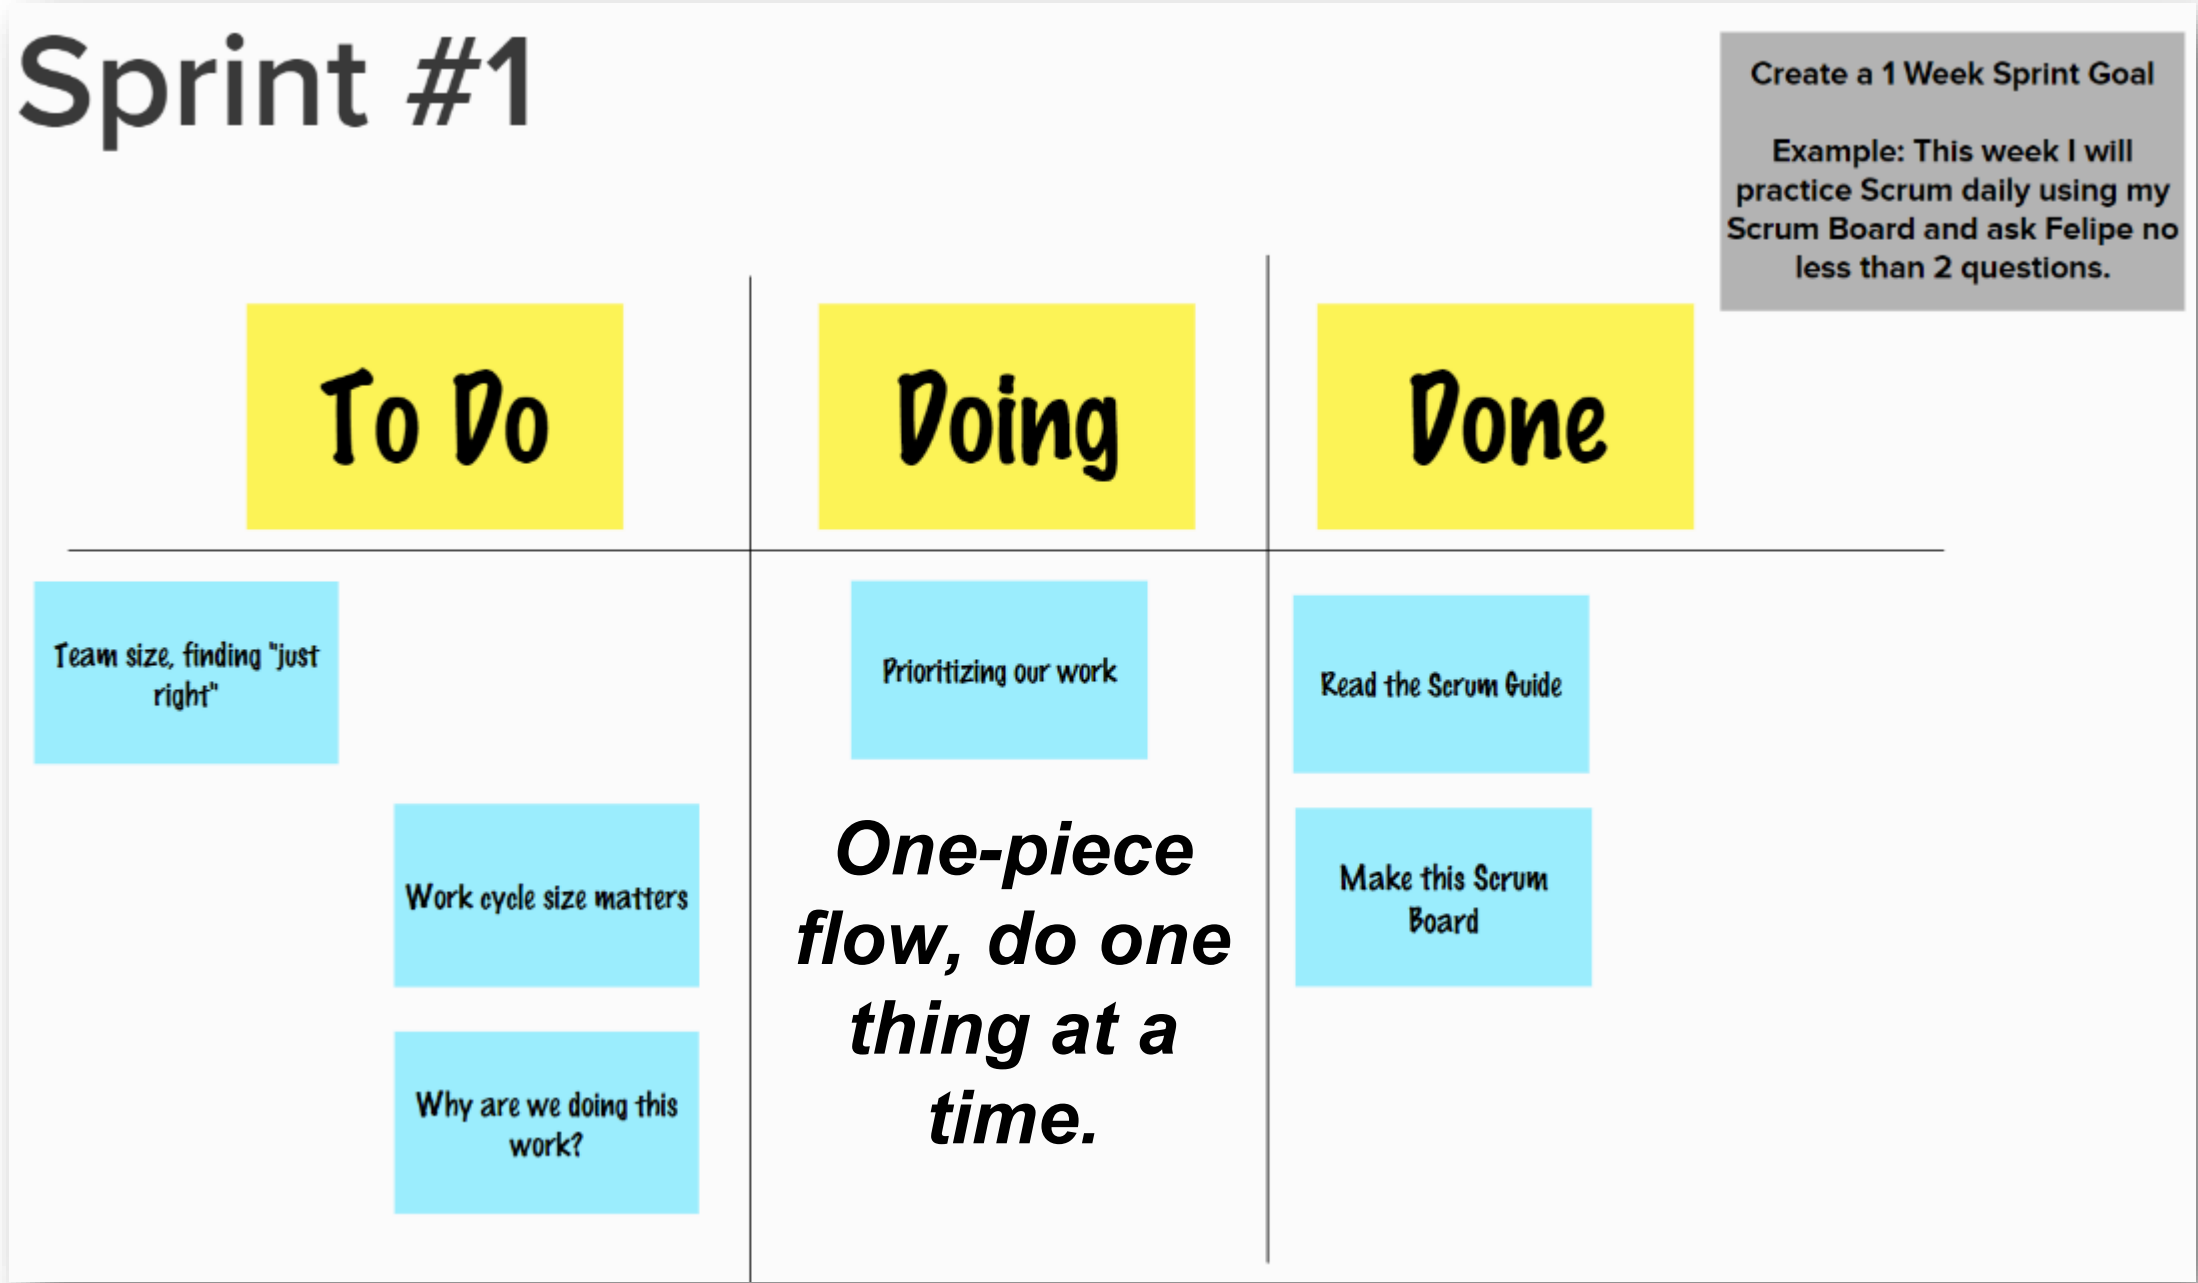 Sprint #1
Create a 1 Week Sprint Goal
Example: This week I will
practice Scrum daily using my
Scrum Board and ask Felipe no
less than 2 questions.
To Do
Doing
Done
Team size, finding "just
right"
Work cycle size matters
Why are we doing this
work?
Prioritizing our work
One-piece
flow, do one
thing at a
time.
Read the Scrum Guide
Make this Scrum
Board